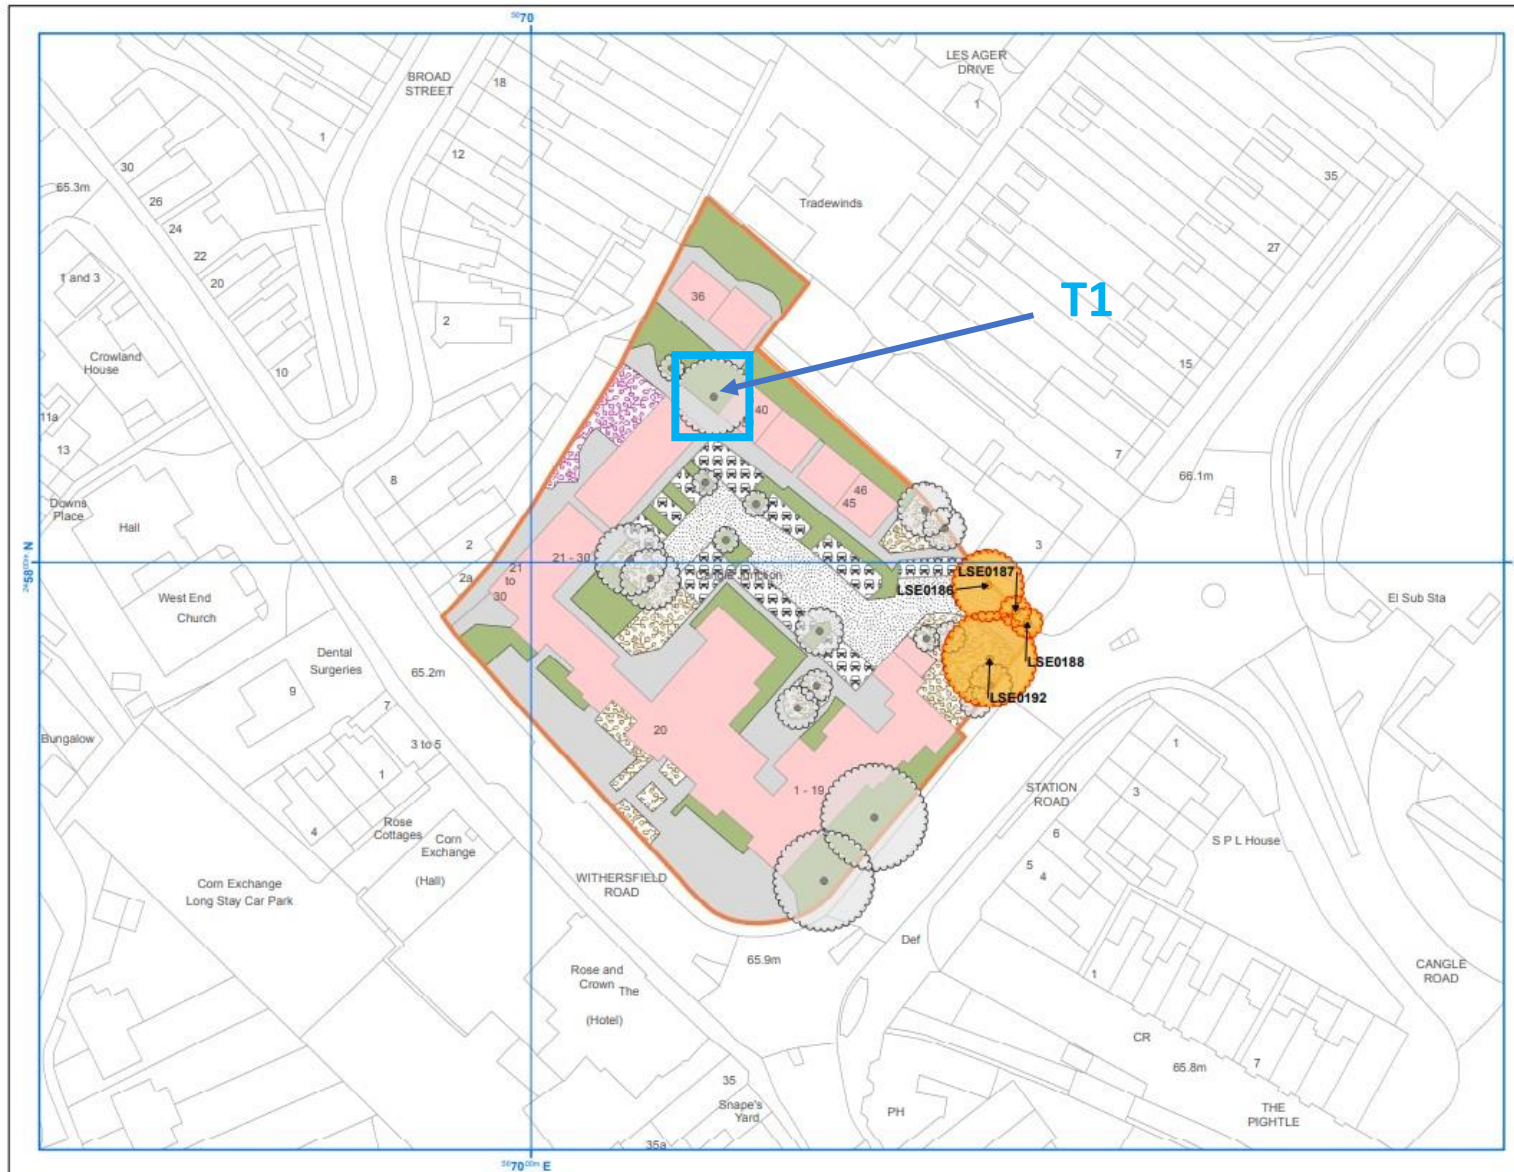 5670
BROAD
STREET
LES AGER
DRIVE
18
1
1
12
30
65.3m
26
24
22
20
1 and 3
35
Tradewinds
27
36
T1
2
Crowland
House
10
15
11a
13
40
7
66.1m
8
46
45
Downs
Place
Hall
2
21 - 30
21
to
30
2a
3
LSE0187
LSE0186
El Sub Sta
West End
Church
2458000m N
Cangle Junction
LSE0188
LSE0192
Dental
Surgeries
65.2m
9
7
3 to 5
Bungalow
20
1
1
STATION
ROAD
3
1 - 19
4
Rose
Cottages
Corn
Exchange
(Hall)
6
5
4
S P L House
WITHERSFIELD
ROAD
Corn Exchange
Long Stay Car Park
Def
65.9m
Rose and
Crown The
(Hotel)
1
CANGLE
ROAD
CR
65.8m
7
35
Snape's
Yard
PH
THE
PIGHTLE
35a
567000m E